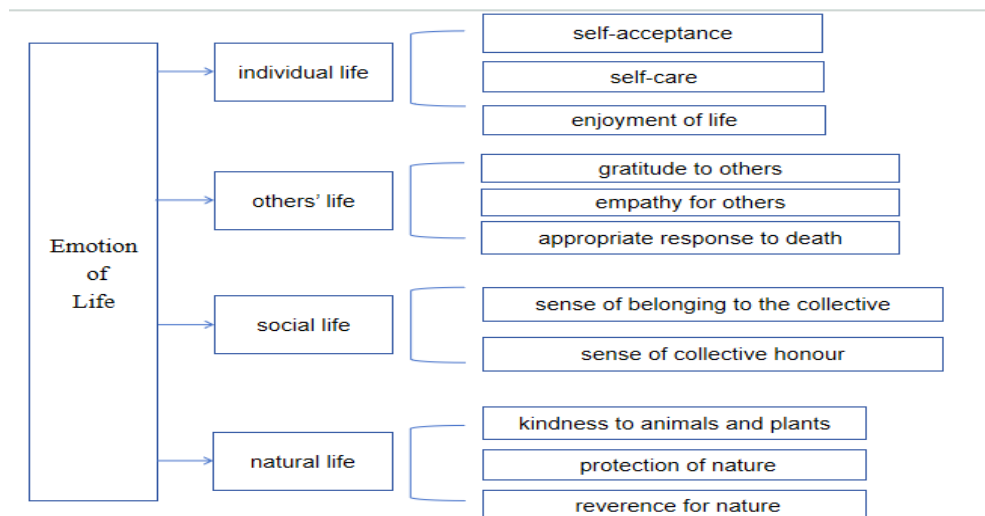 Emotion
of
Life
individual life
self-acceptance
self-care
enjoyment of life
others’ life
gratitude to others
empathy for others
appropriate response to death
social life
sense of belonging to the collective
sense of collective honour
natural life
kindness to animals and plants
protection of nature
reverence for nature